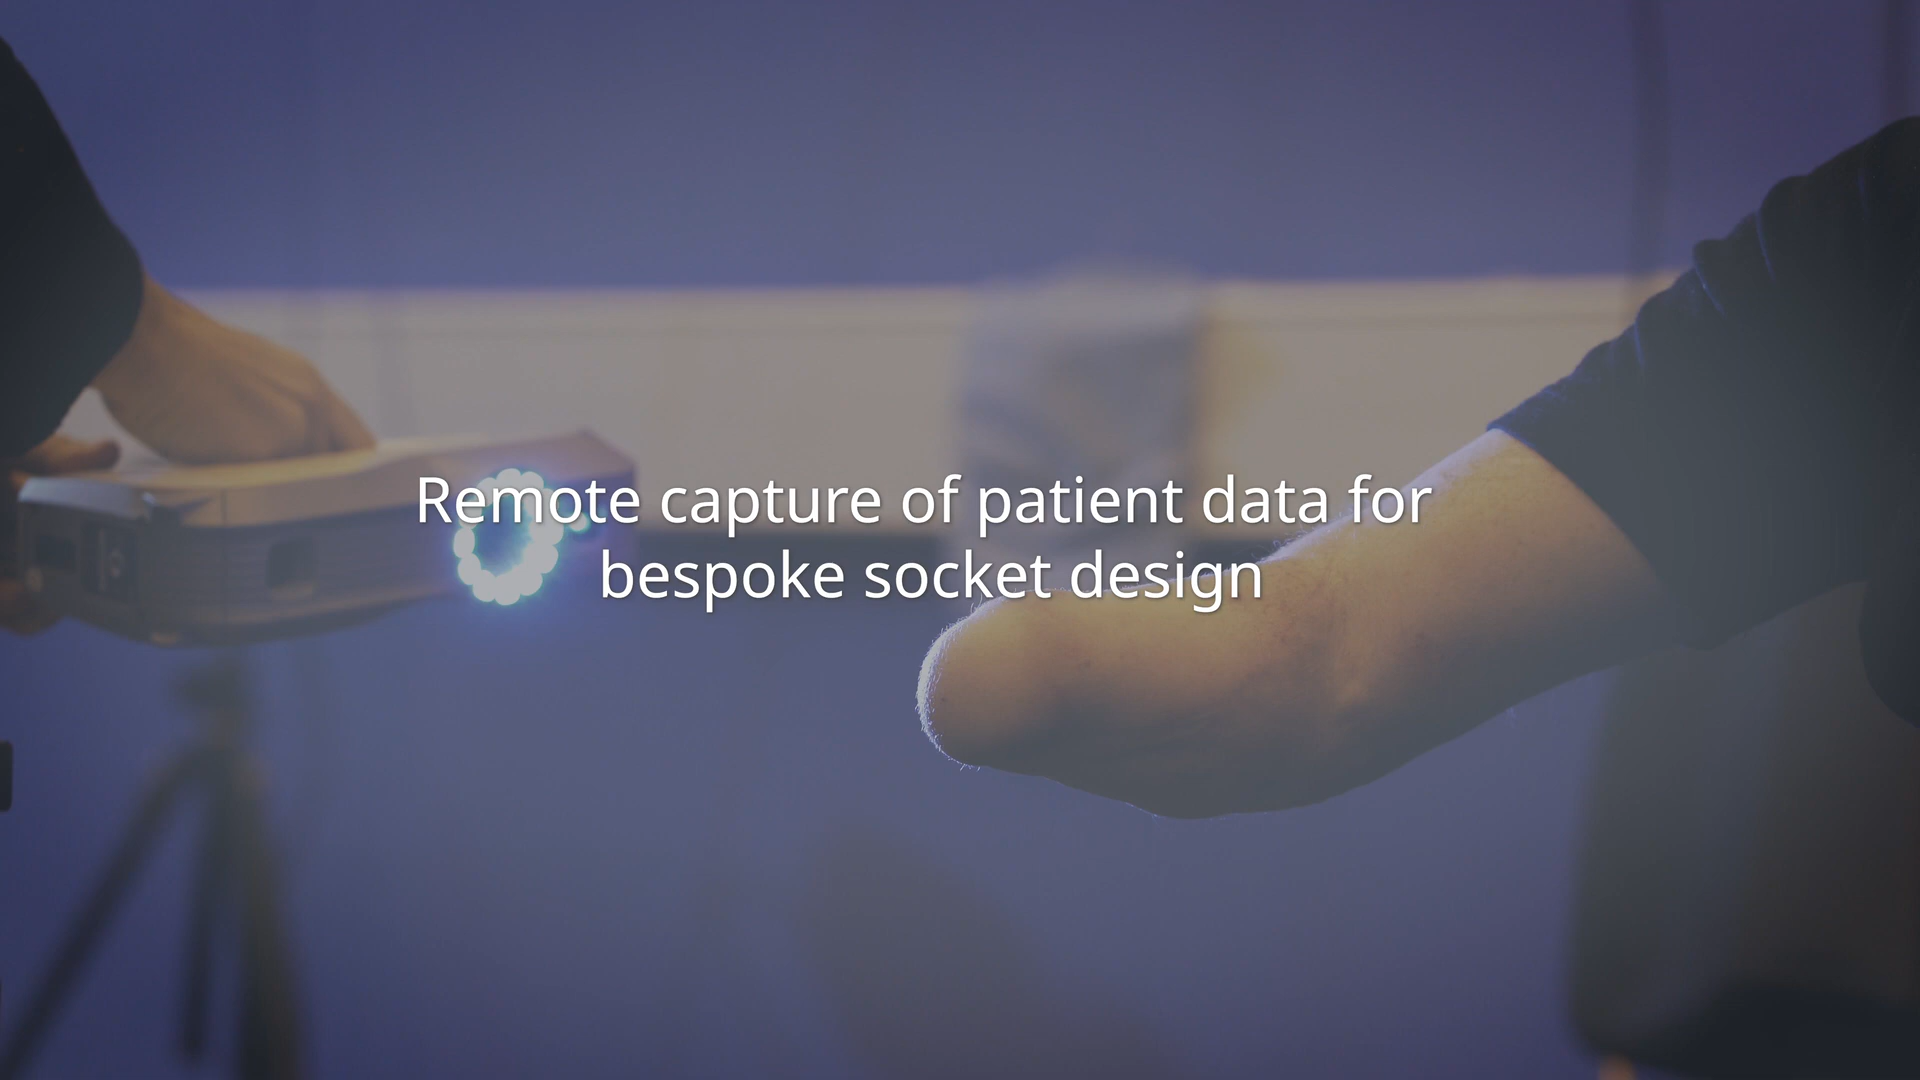 Remote capture of patient data for
bespoke socket design